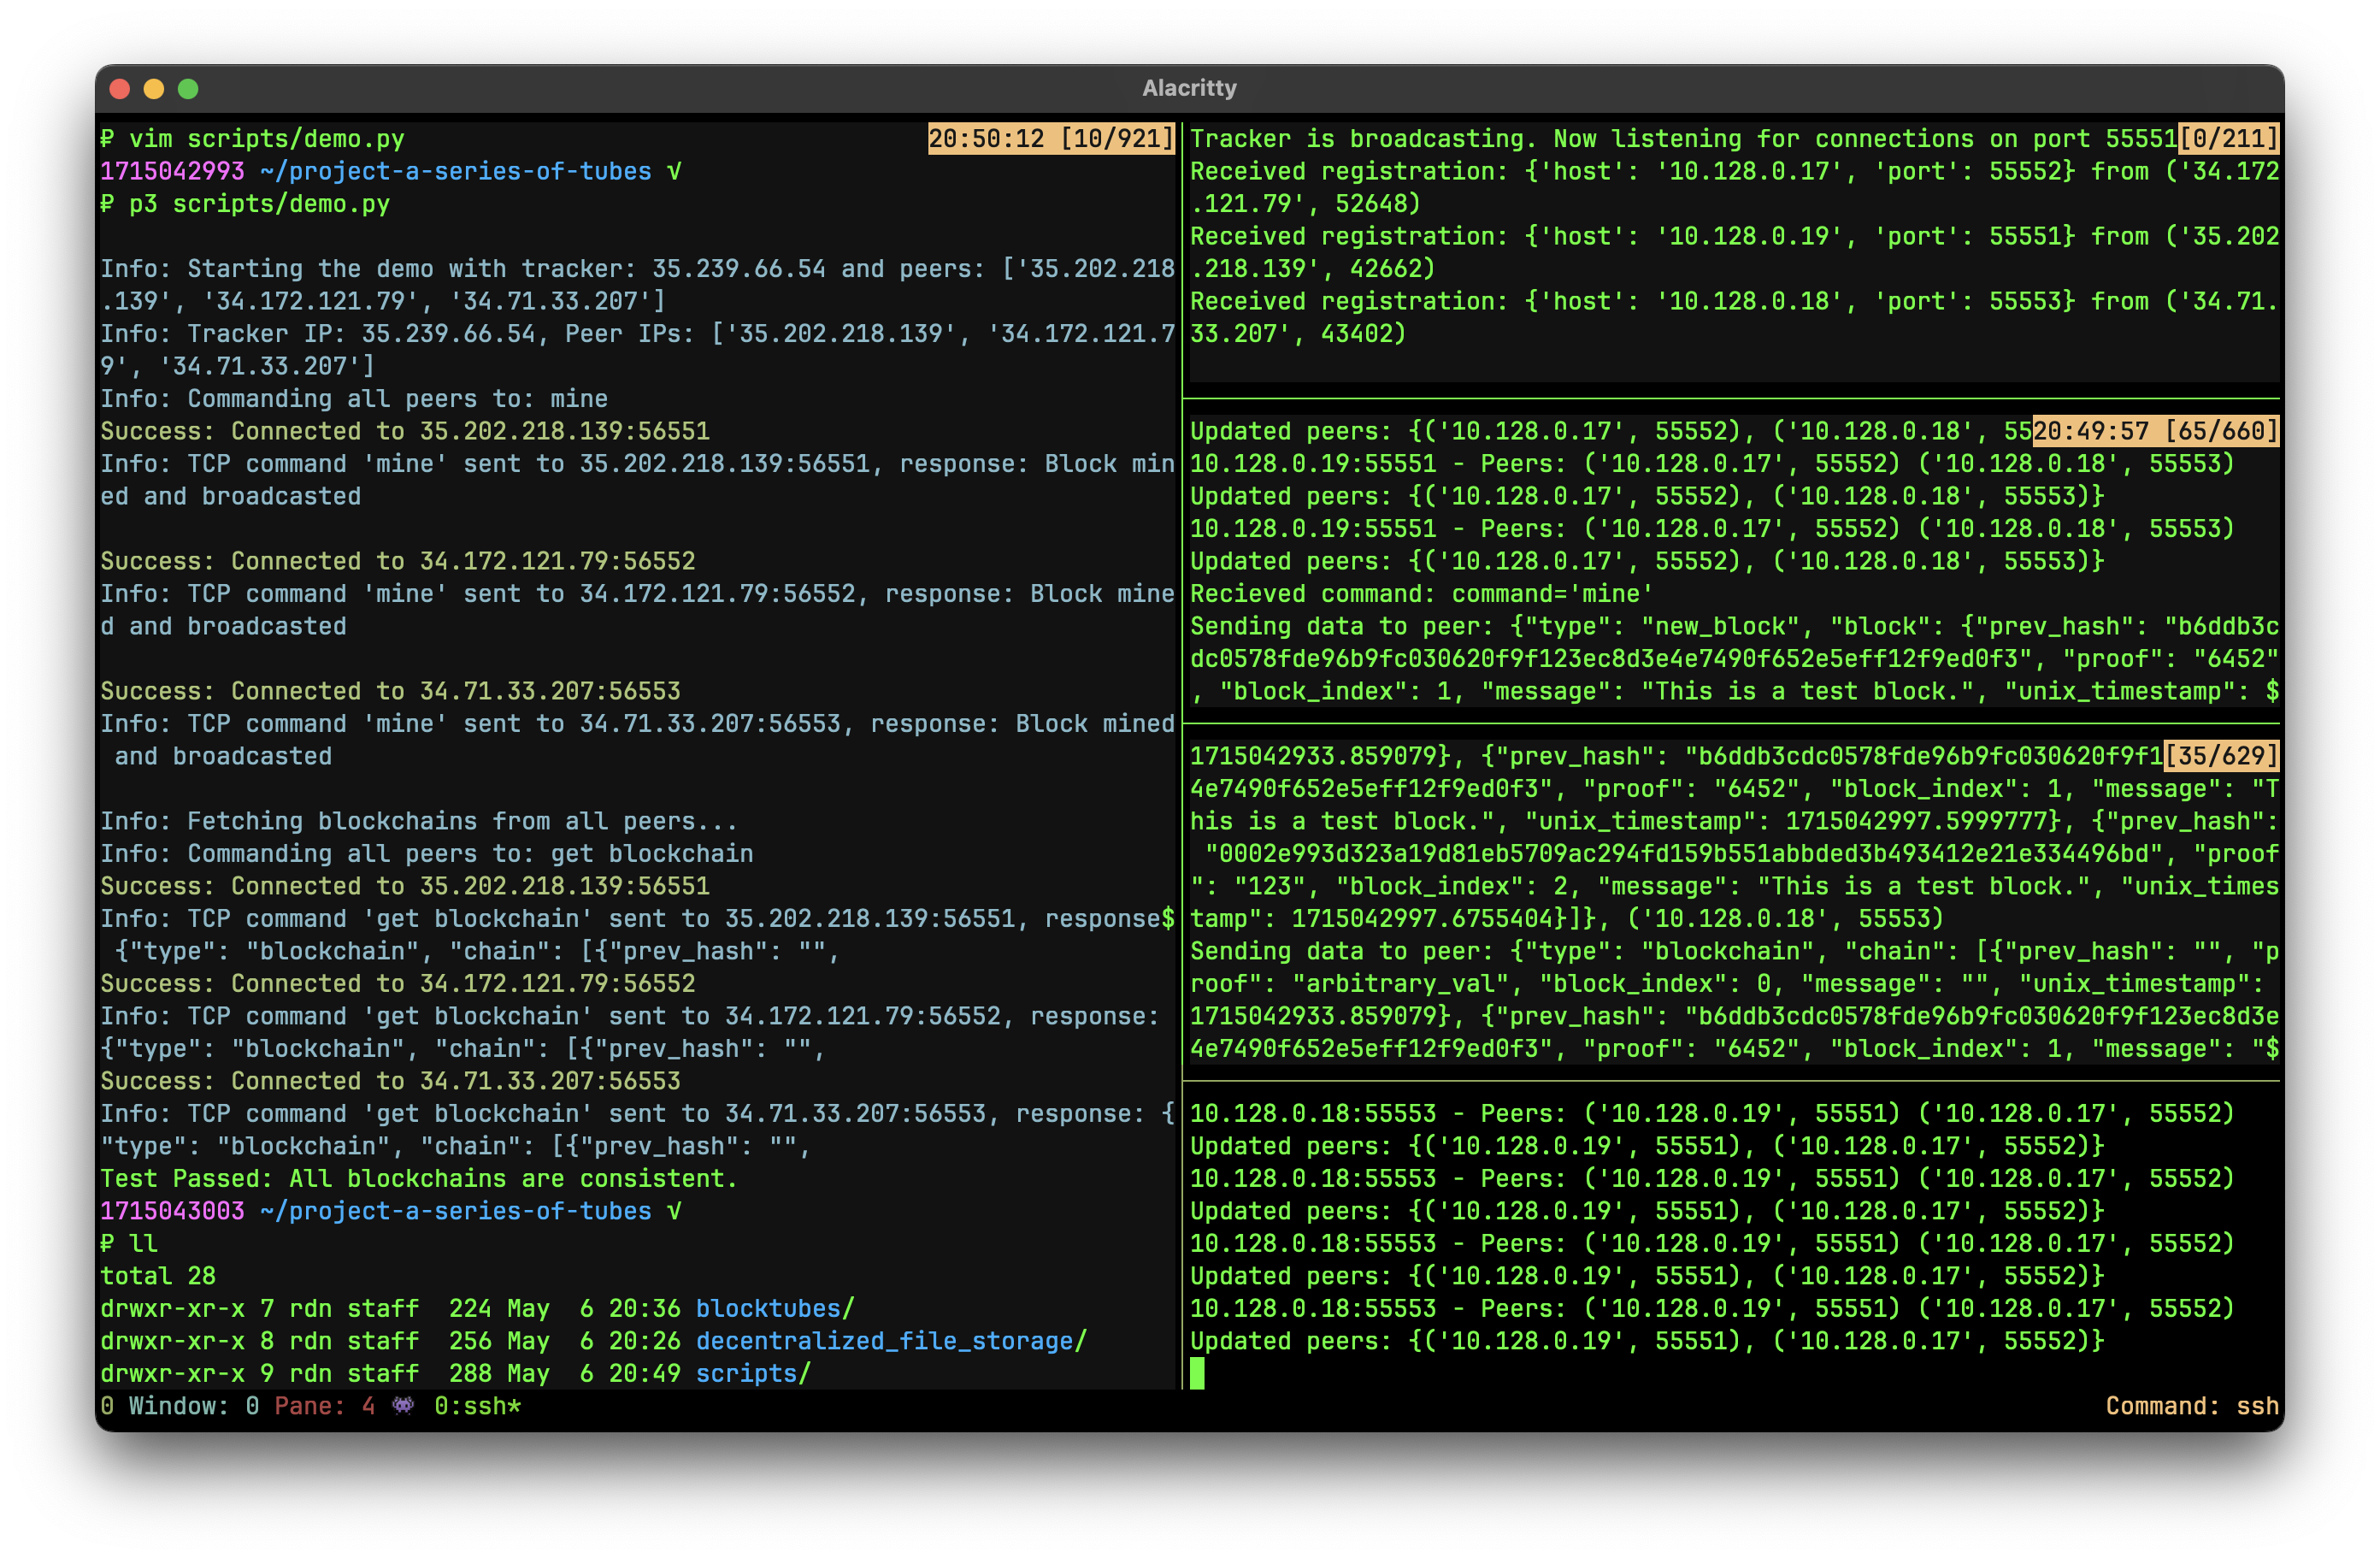 Alacritty
₽ vim scripts/demo.py
20:50:12 [10/921]
1715042993 ~/project-a-series-of-tubes √
₽ p3 scripts/demo.py
Info: Starting the demo with tracker: 35.239.66.54 and peers: ['35.202.218
.139', '34.172.121.79', '34.71.33.207']
Info: Tracker IP: 35.239.66.54, Peer IPs: ['35.202.218.139', '34.172.121.7
9', '34.71.33.207']
Info: Commanding all peers to: mine
Success: Connected to 35.202.218.139:56551
Info: TCP command 'mine' sent to 35.202.218.139:56551, response: Block min
ed and broadcasted
Success: Connected to 34.172.121.79:56552
Info: TCP command 'mine' sent to 34.172.121.79:56552, response: Block mine
d and broadcasted
Success: Connected to 34.71.33.207:56553
Info: TCP command 'mine' sent to 34.71.33.207:56553, response: Block mined
 and broadcasted
Info: Fetching blockchains from all peers...
Info: Commanding all peers to: get blockchain
Success: Connected to 35.202.218.139:56551
Info: TCP command 'get blockchain' sent to 35.202.218.139:56551, response$
 {"type": "blockchain", "chain": [{"prev_hash": "",
Success: Connected to 34.172.121.79:56552
Info: TCP command 'get blockchain' sent to 34.172.121.79:56552, response:
{"type": "blockchain", "chain": [{"prev_hash": "",
Success: Connected to 34.71.33.207:56553
Info: TCP command 'get blockchain' sent to 34.71.33.207:56553, response: {
"type": "blockchain", "chain": [{"prev_hash": "",
Test Passed: All blockchains are consistent.
1715043003 ~/project-a-series-of-tubes √
₽ ll
total 28
drwxr-xr-x 7 rdn staff  224 May  6 20:36 blocktubes/
drwxr-xr-x 8 rdn staff  256 May  6 20:26 decentralized_file_storage/
drwxr-xr-x 9 rdn staff  288 May  6 20:49 scripts/
Tracker is broadcasting. Now listening for connections on port 55551[0/211]
Received registration: {'host': '10.128.0.17', 'port': 55552} from ('34.172
.121.79', 52648)
Received registration: {'host': '10.128.0.19', 'port': 55551} from ('35.202
.218.139', 42662)
Received registration: {'host': '10.128.0.18', 'port': 55553} from ('34.71.
33.207', 43402)
Updated peers: {('10.128.0.17', 55552), ('10.128.0.18', 5520:49:57 [65/660]
10.128.0.19:55551 - Peers: ('10.128.0.17', 55552) ('10.128.0.18', 55553)
Updated peers: {('10.128.0.17', 55552), ('10.128.0.18', 55553)}
10.128.0.19:55551 - Peers: ('10.128.0.17', 55552) ('10.128.0.18', 55553)
Updated peers: {('10.128.0.17', 55552), ('10.128.0.18', 55553)}
Recieved command: command='mine'
Sending data to peer: {"type": "new_block", "block": {"prev_hash": "b6ddb3c
dc0578fde96b9fc030620f9f123ec8d3e4e7490f652e5eff12f9ed0f3", "proof": "6452"
, "block_index": 1, "message": "This is a test block.", "unix_timestamp": $
1715042933.859079}, {"prev_hash": "b6ddb3cdc0578fde96b9fc030620f9f1[35/629]
4e7490f652e5eff12f9ed0f3", "proof": "6452", "block_index": 1, "message": "T
his is a test block.", "unix_timestamp": 1715042997.5999777}, {"prev_hash":
 "0002e993d323a19d81eb5709ac294fd159b551abbded3b493412e21e334496bd", "proof
": "123", "block_index": 2, "message": "This is a test block.", "unix_times
tamp": 1715042997.6755404}]}, ('10.128.0.18', 55553)
Sending data to peer: {"type": "blockchain", "chain": [{"prev_hash": "", "p
roof": "arbitrary_val", "block_index": 0, "message": "", "unix_timestamp":
1715042933.859079}, {"prev_hash": "b6ddb3cdc0578fde96b9fc030620f9f123ec8d3e
4e7490f652e5eff12f9ed0f3", "proof": "6452", "block_index": 1, "message": "$
10.128.0.18:55553 - Peers: ('10.128.0.19', 55551) ('10.128.0.17', 55552)
Updated peers: {('10.128.0.19', 55551), ('10.128.0.17', 55552)}
10.128.0.18:55553 - Peers: ('10.128.0.19', 55551) ('10.128.0.17', 55552)
Updated peers: {('10.128.0.19', 55551), ('10.128.0.17', 55552)}
10.128.0.18:55553 - Peers: ('10.128.0.19', 55551) ('10.128.0.17', 55552)
Updated peers: {('10.128.0.19', 55551), ('10.128.0.17', 55552)}
10.128.0.18:55553 - Peers: ('10.128.0.19', 55551) ('10.128.0.17', 55552)
Updated peers: {('10.128.0.19', 55551), ('10.128.0.17', 55552)}
0 Window: 0 Pane: 4 👾 0:ssh*
Command: ssh